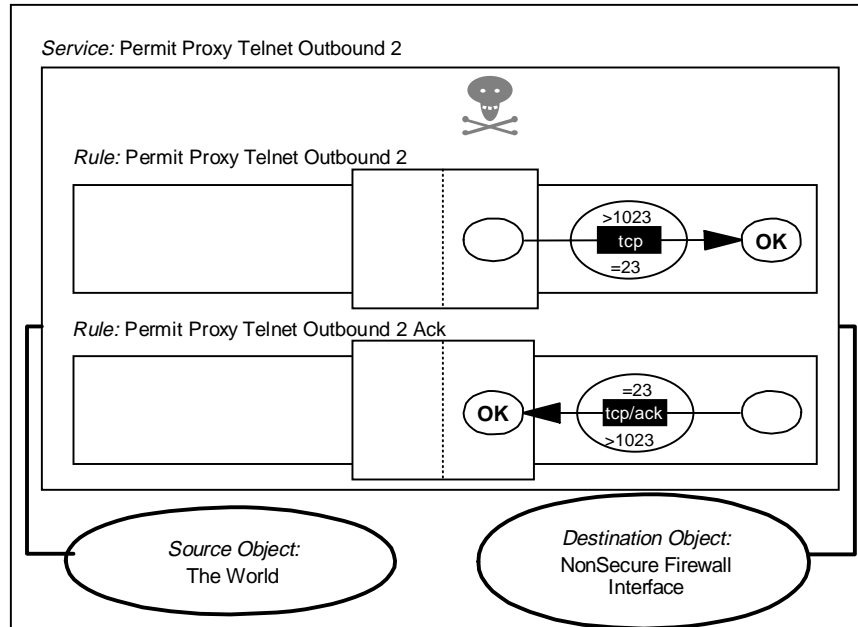 Service: Permit Proxy Telnet Outbound 2
Rule: Permit Proxy Telnet Outbound 2
>1023
tcp
=23
OK
Rule: Permit Proxy Telnet Outbound 2 Ack
OK
=23
tcp/ack
>1023
Source Object:
The World
Destination Object:
NonSecure Firewall
Interface